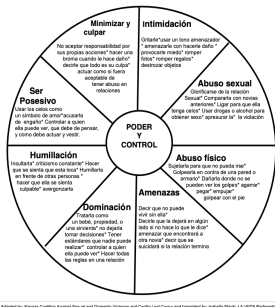 Minimizar y
culpar
No aceptar responsabilidad por
sus propias acciones* hacer una
broma cuando le hace daño*
decirle que todo es su culpa*
actuar como si fuera
aceptable de
tener abuso en
relaciones
Intimidación
Gritarle*usar un tono amenazador
* amenazarle con hacerle daño *
provocarle miedo* romper
fotos* romper regalos*
destrozar objetos
Abuso sexual
Glorificarse de la relación
Sexual* Compararla con novias
anteriores* Ligar para que ella
tenga celos* Usar drogas o alcohol para
obtener sexo* apresurar la* la violación
Abuso físico
Sujetarla para que no pueda irse*
Golpearla en contra de una pared o
armario* Dañarla donde no se
pueden ver los golpes* agarrar*
pegar* empujar*
golpear con el pie
Amenazas
Decir que no puede
vivir sin ella*
Decirle que la dejará en algún
lado si no hace lo que le dice*
amenazar que encontrará a
otra novia* decir que se
suicidará si la relación termina
Dominación
Tratarla como
un bebé, propiedad, o
una sirvienta* no dejarla
tomar decisiones* Tener
estándares que nadie puede
realizar* controlar a quien
ella puede ver* Hacer todas
las reglas en una relación
Humillación
Insultarla* criticismo constante* Hacer
que se sienta que esta loca* Humillarla
en frente de otras personas*
hacer que ella se sienta
culpable* avergonzarla
Ser
Posesivo
Usar los celos como
un símbolo de amor*acusarla
de engaño* Controlar a quien
ella puede ver, que debe de pensar,
y como debe actuar y vestir.
PODER
Y
CONTROL